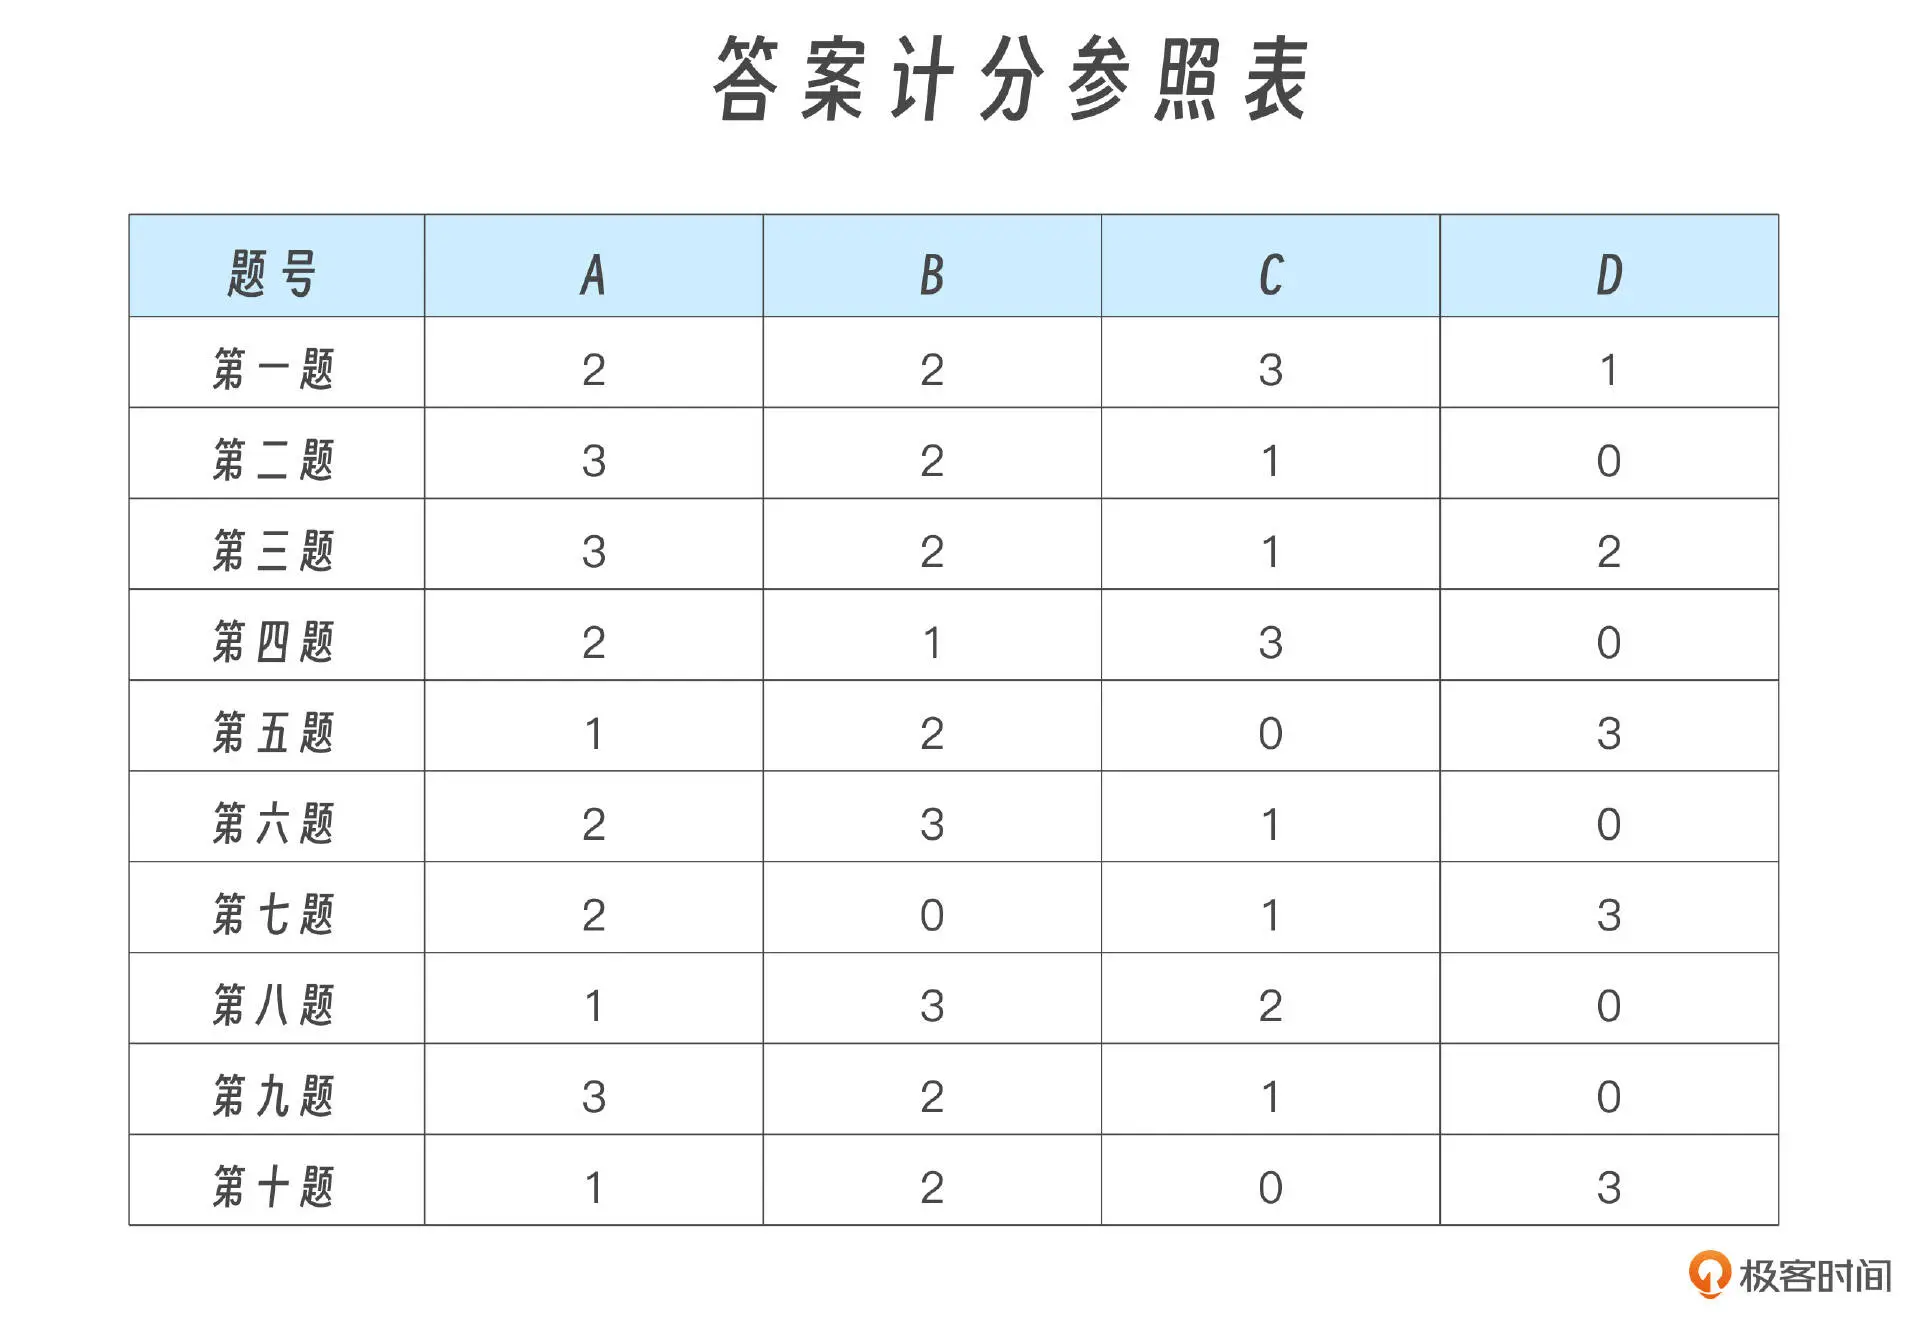 答案计分参照表
题号 A B C D
第一题 2 2 3 1
第二题 3 2 1 0
第三题 3 2 1 2
第四题 2 1 3 0
第五题 1 2 0 3
第六题 2 3 1 0
第七题 2 0 1 3
第八题 1 3 2 0
第九题 3 2 1 0
第十题 1 2 0 3
极客时间